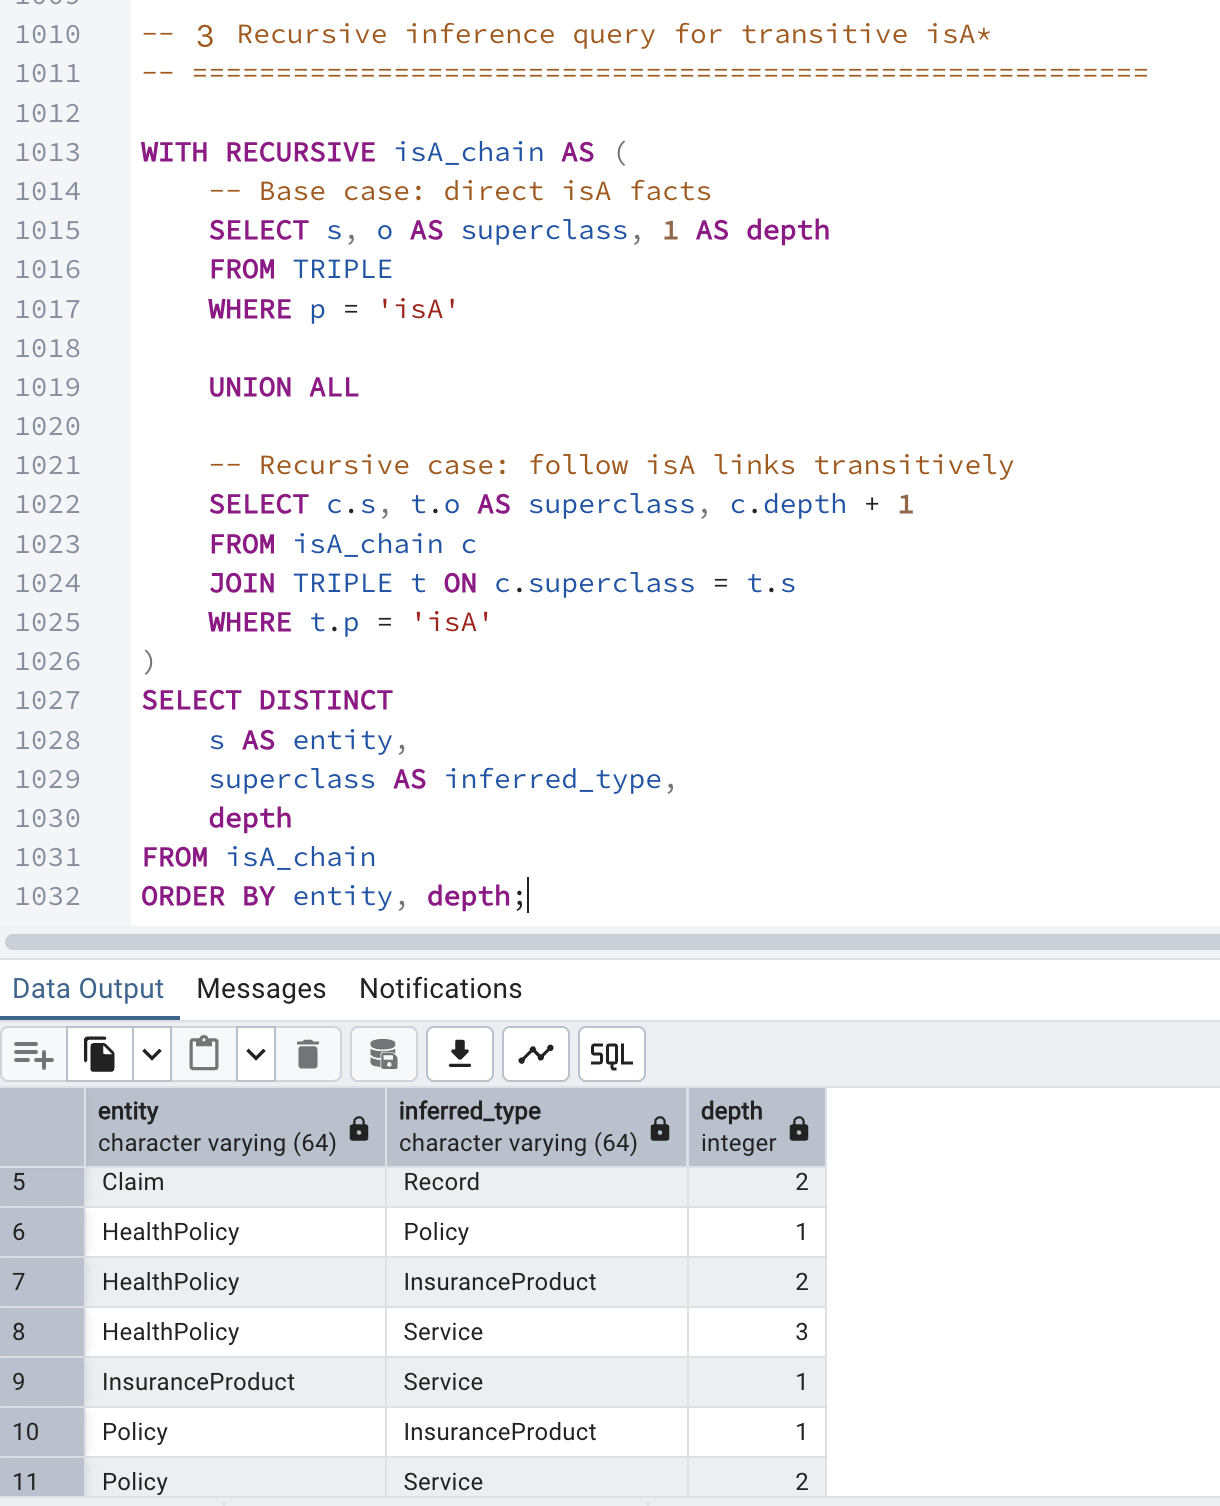 1010 -- 3 Recursive inference query for transitive isA*
1011 -- =========================================================
1012
1013 WITH RECURSIVE isA_chain AS (
1014 -- Base case: direct isA facts
1015 SELECT s, o AS superclass, 1 AS depth
1016 FROM TRIPLE
1017 WHERE p = 'isA'
1018
1019 UNION ALL
1020
1021 -- Recursive case: follow isA links transitively
1022 SELECT c.s, t.o AS superclass, c.depth + 1
1023 FROM isA_chain c
1024 JOIN TRIPLE t ON c.superclass = t.s
1025 WHERE t.p = 'isA'
1026 )
1027 SELECT DISTINCT
1028 s AS entity,
1029 superclass AS inferred_type,
1030 depth
1031 FROM isA_chain
1032 ORDER BY entity, depth;
Data Output Messages Notifications
SQL
entity inferred_type depth
character varying (64) character varying (64) integer
5 Claim Record 2
6 HealthPolicy Policy 1
7 HealthPolicy InsuranceProduct 2
8 HealthPolicy Service 3
9 InsuranceProduct Service 1
10 Policy InsuranceProduct 1
11 Policy Service 2